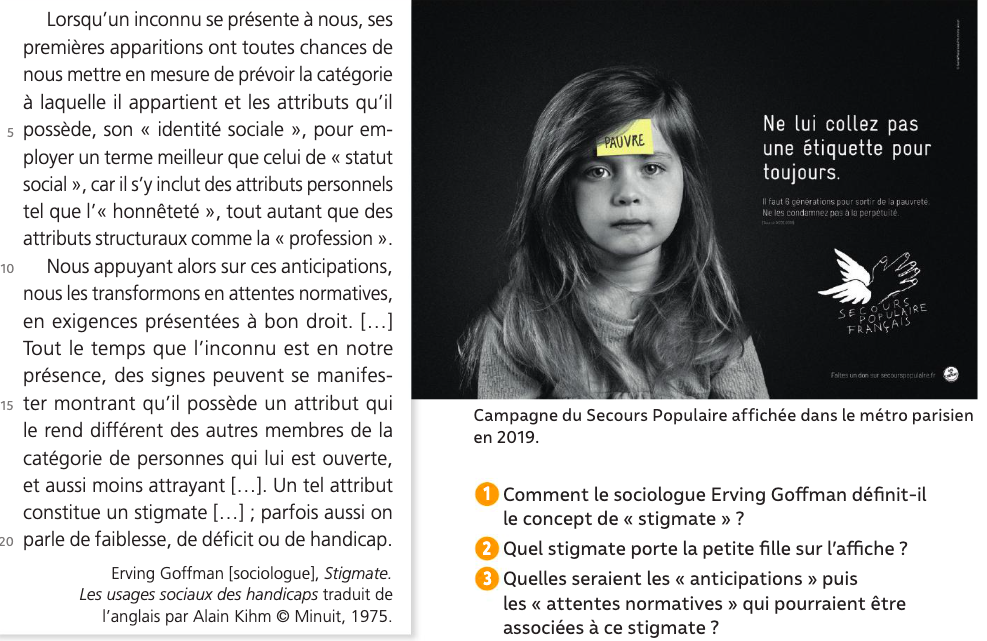 Lorsqu'un inconnu se présente à nous, ses
premières apparitions ont toutes chances de
nous mettre en mesure de prévoir la catégorie
à laquelle il appartient et les attributs qu'il
5 possède, son « identité sociale », pour em-
ployer un terme meilleur que celui de « statut
social », car il s'y inclut des attributs personnels
tel que l'« honnêteté », tout autant que des
attributs structuraux comme la « profession ».
10 Nous appuyant alors sur ces anticipations,
nous les transformons en attentes normatives,
en exigences présentées à bon droit. […]
Tout le temps que l'inconnu est en notre
présence, des signes peuvent se manifes-
15 ter montrant qu'il possède un attribut qui
le rend différent des autres membres de la
catégorie de personnes qui lui est ouverte,
et aussi moins attrayant […]. Un tel attribut
constitue un stigmate […] ; parfois aussi on
20 parle de faiblesse, de déficit ou de handicap.
Erving Goffman [sociologue], Stigmate.
Les usages sociaux des handicaps traduit de
l'anglais par Alain Kihm © Minuit, 1975.
PAUVRE
Ne lui collez pas
une étiquette pour
toujours.
Il faut 6 générations pour sortir de la pauvreté.
Ne les condamnez pas à la perpétuité.
SECOURS
POPULAIRE
FRANÇAIS
Faites un don sur secourspopulaire.fr
Campagne du Secours Populaire affichée dans le métro parisien
en 2019.
1 Comment le sociologue Erving Goffman définit-il
le concept de « stigmate » ?
2 Quel stigmate porte la petite fille sur l'affiche ?
3 Quelles seraient les « anticipations » puis
les « attentes normatives » qui pourraient être
associées à ce stigmate ?